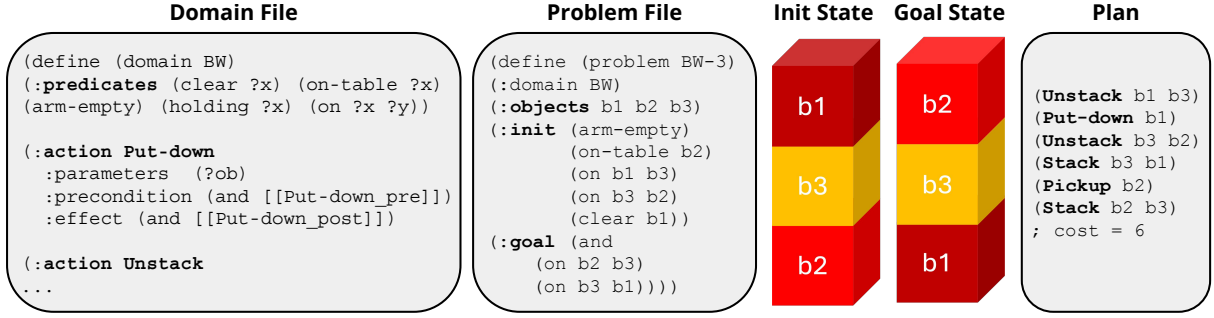 Domain File
(define (domain BW)
(:predicates (clear ?x) (on-table ?x)
(arm-empty) (holding ?x) (on ?x ?y))
(:action Put-down
:parameters (?ob)
:precondition (and [[Put-down_pre]])
:effect (and [[Put-down_post]])
(:action Unstack
...
Problem File
(define (problem BW-3)
(:domain BW)
(:objects b1 b2 b3)
(:init (arm-empty)
(on-table b2)
(on b1 b3)
(on b3 b2)
(clear b1))
(:goal (and
(on b2 b3)
(on b3 b1))))
Init State
b1
b3
b2
Goal State
b2
b3
b1
Plan
(Unstack b1 b3)
(Put-down b1)
(Unstack b3 b2)
(Stack b3 b1)
(Pickup b2)
(Stack b2 b3)
; cost = 6